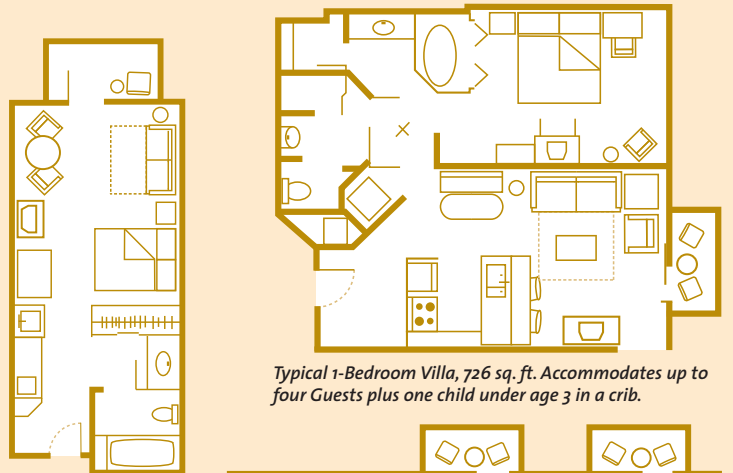 Typical 1-Bedroom Villa, 726 sq. ft. Accommodates up to
four Guests plus one child under age 3 in a crib.